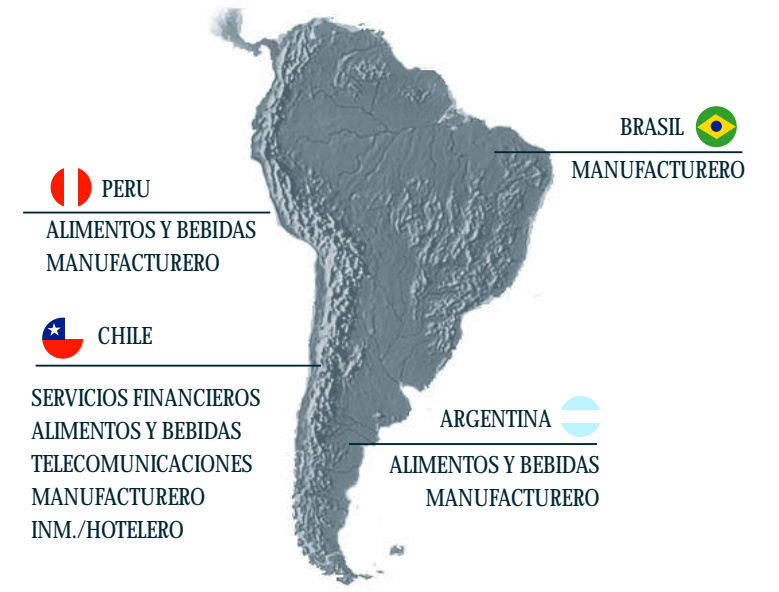 BRASIL
MANUFACTURERO
PERU
ALIMENTOS Y BEBIDAS
MANUFACTURERO
CHILE
SERVICIOS FINANCIEROS
ALIMENTOS Y BEBIDAS
TELECOMUNICACIONES
MANUFACTURERO
INM./HOTELERO
ARGENTINA
ALIMENTOS Y BEBIDAS
MANUFACTURERO